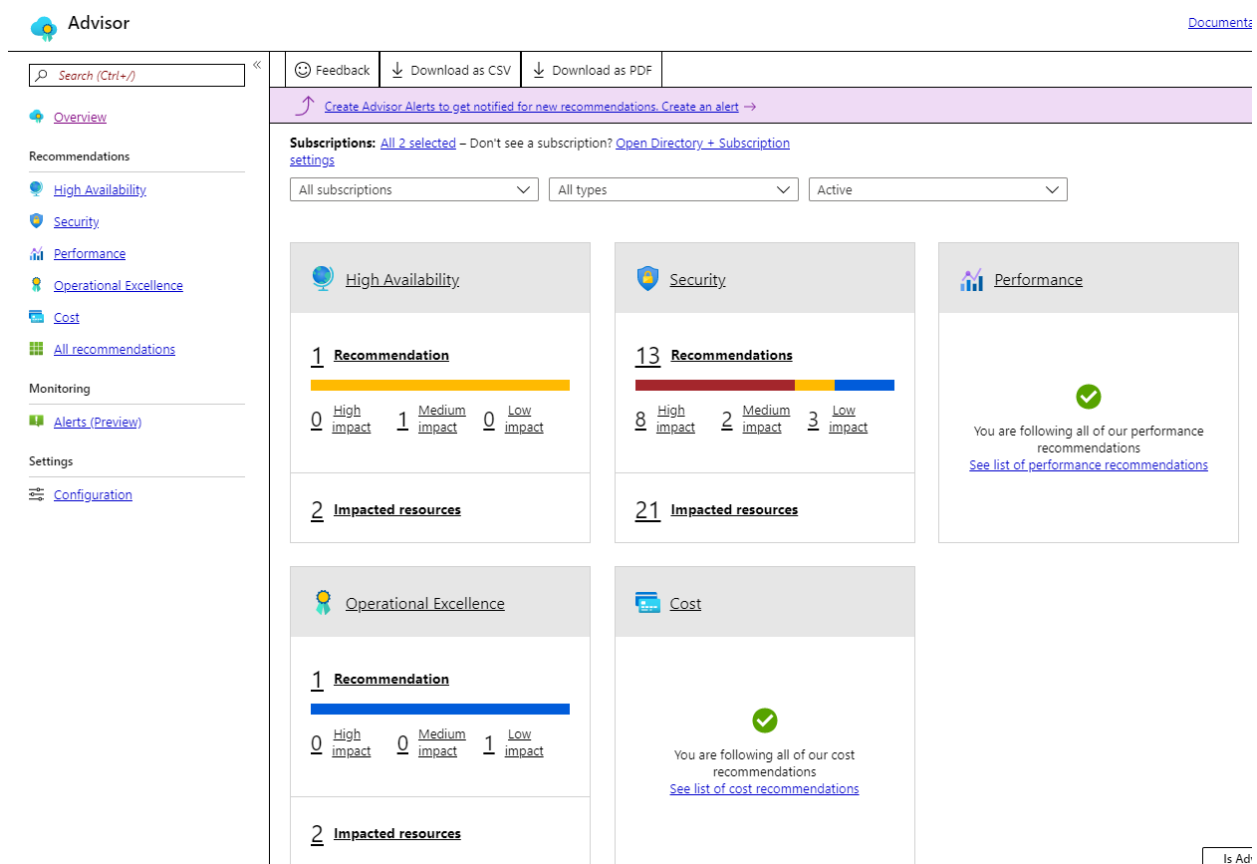 Advisor
Documenta
Search (Ctrl+/)
«
Overview
Recommendations
High Availability
Security
Performance
Operational Excellence
Cost
All recommendations
Monitoring
Alerts (Preview)
Settings
Configuration
Feedback
Download as CSV
Download as PDF
Create Advisor Alerts to get notified for new recommendations. Create an alert →
Subscriptions: All 2 selected – Don't see a subscription? Open Directory + Subscription
settings
All subscriptions
All types
Active
High Availability
1 Recommendation
0 High impact
1 Medium impact
0 Low impact
2 Impacted resources
Security
13 Recommendations
8 High impact
2 Medium impact
3 Low impact
21 Impacted resources
Performance
You are following all of our performance
recommendations
See list of performance recommendations
Operational Excellence
1 Recommendation
0 High impact
0 Medium impact
1 Low impact
2 Impacted resources
Cost
You are following all of our cost
recommendations
See list of cost recommendations
Is Adv